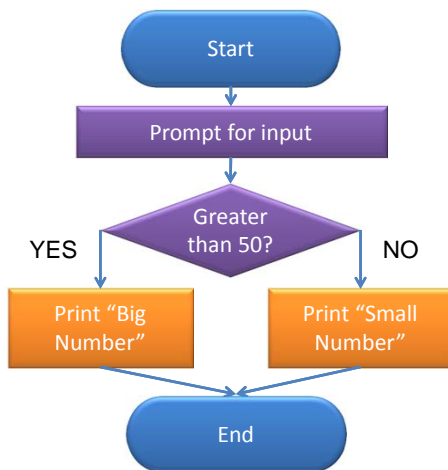 Start
Prompt for input
Greater
than 50?
YES
NO
Print “Big
Number”
Print “Small
Number”
End